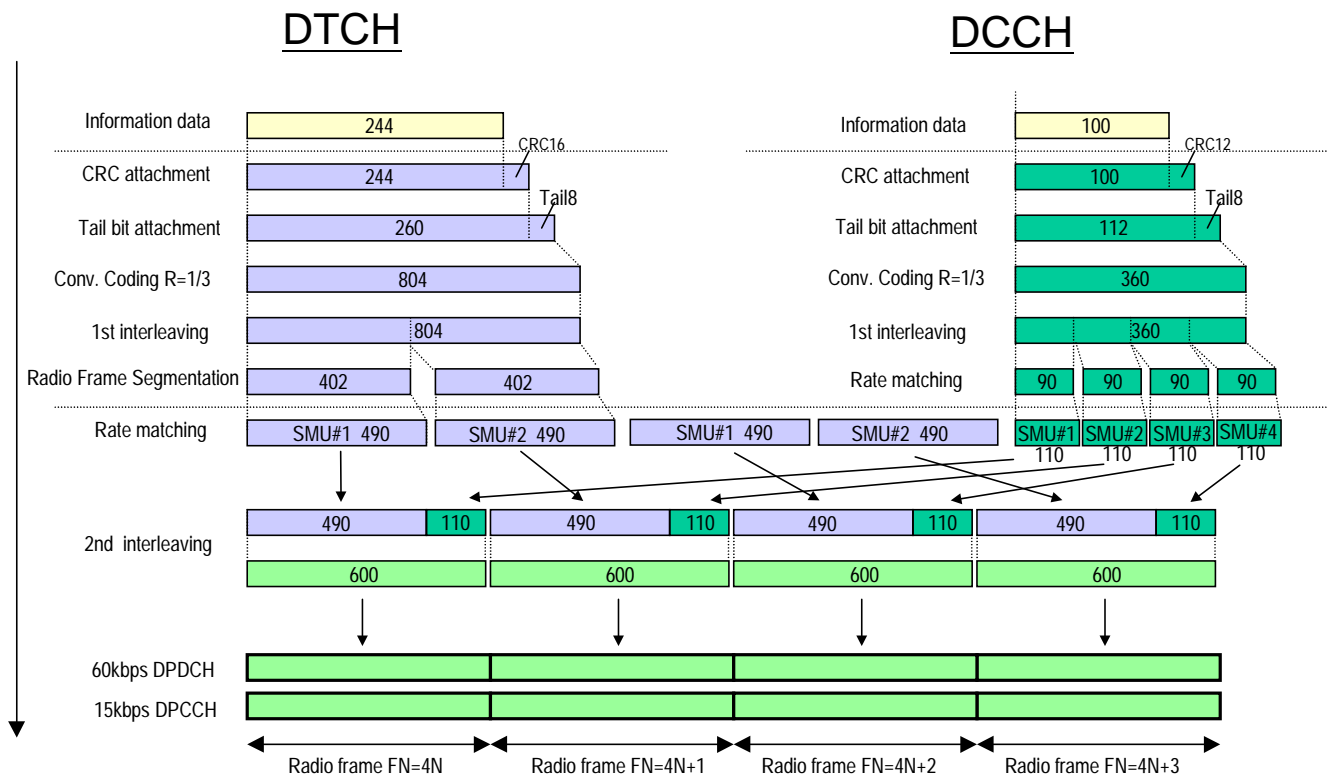 DTCH
DCCH
Information data
244
Information data
100
CRC16
CRC12
CRC attachment
244
CRC attachment
100
Tail8
Tail8
Tail bit attachment
260
Tail bit attachment
112
Conv. Coding R=1/3
804
Conv. Coding R=1/3
360
1st interleaving
804
1st interleaving
360
Radio Frame Segmentation
402
402
Rate matching
90
90
90
90
Rate matching
SMU#1 490
SMU#2 490
SMU#1 490
SMU#2 490
SMU#1
SMU#2
SMU#3
SMU#4
110
110
110
110
2nd interleaving
490
110
490
110
490
110
490
110
600
600
600
600
60kbps DPDCH
15kbps DPCCH
Radio frame FN=4N
Radio frame FN=4N+1
Radio frame FN=4N+2
Radio frame FN=4N+3